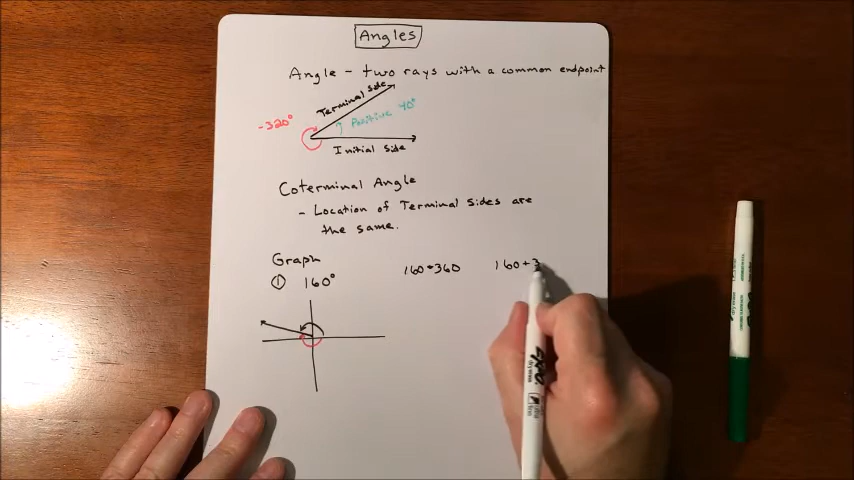 Angles
Angle - two rays with a common endpoint
Terminal Side
Positive 40°
-320°
Initial Side
Coterminal Angle
- Location of Terminal Sides are
the same.
Graph
160-360 160+3
① 160°